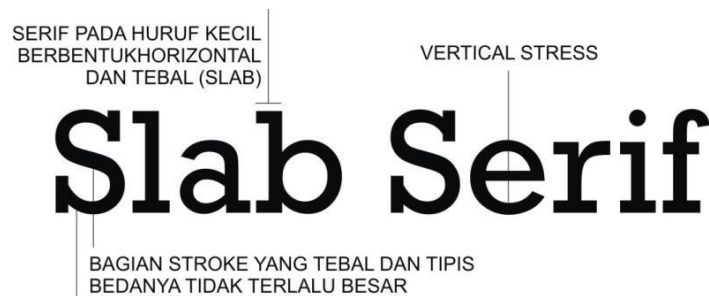 SERIF PADA HURUF KECIL
BERBENTUKHORIZONTAL
DAN TEBAL (SLAB)
VERTICAL STRESS
Slab Serif
BAGIAN STROKE YANG TEBAL DAN TIPIS
BEDANYA TIDAK TERLALU BESAR